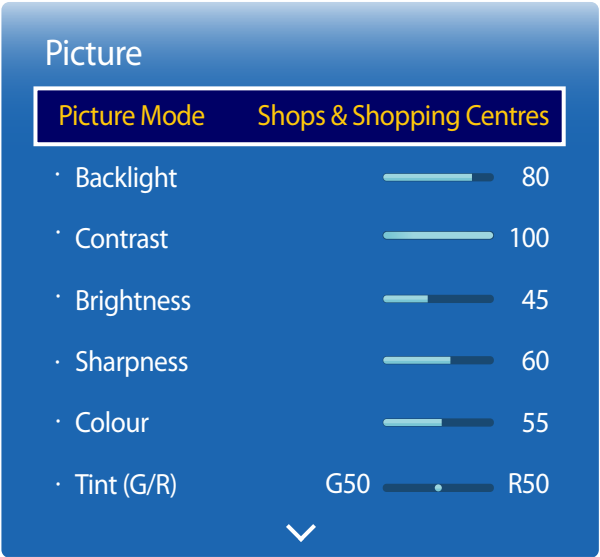 Picture
Picture Mode Shops & Shopping Centres
· Backlight 80
· Contrast 100
· Brightness 45
· Sharpness 60
· Colour 55
· Tint (G/R) G50 R50